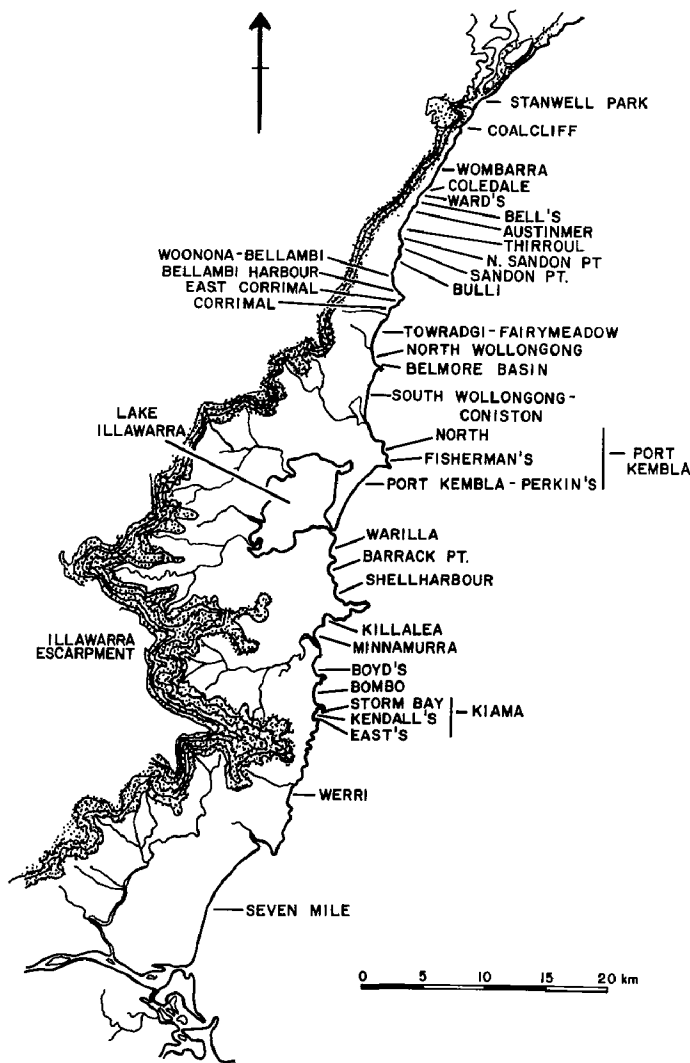 STANWELL PARK
COALCLIFF
WOMBARRA
COLEDALE
WARD'S
BELL'S
AUSTINMER
THIRROUL
N. SANDON PT
SANDON PT.
BULLI
WOONONA-BELLAMBI
BELLAMBI HARBOUR
EAST CORRIMAL
CORRIMAL
TOWRADGI-FAIRYMEADOW
NORTH WOLLONGONG
BELMORE BASIN
SOUTH WOLLONGONG-
CONISTON
LAKE
ILLAWARRA
NORTH
FISHERMAN'S
PORT KEMBLA-PERKIN'S
PORT
KEMBLA
WARILLA
BARRACK PT.
SHELLHARBOUR
KILLALEA
MINNAMURRA
ILLAWARRA
ESCARPMENT
BOYD'S
BOMBO
STORM BAY
KENDALL'S
EAST'S
KIAMA
WERRI
SEVEN MILE
0 5 10 15 20 km